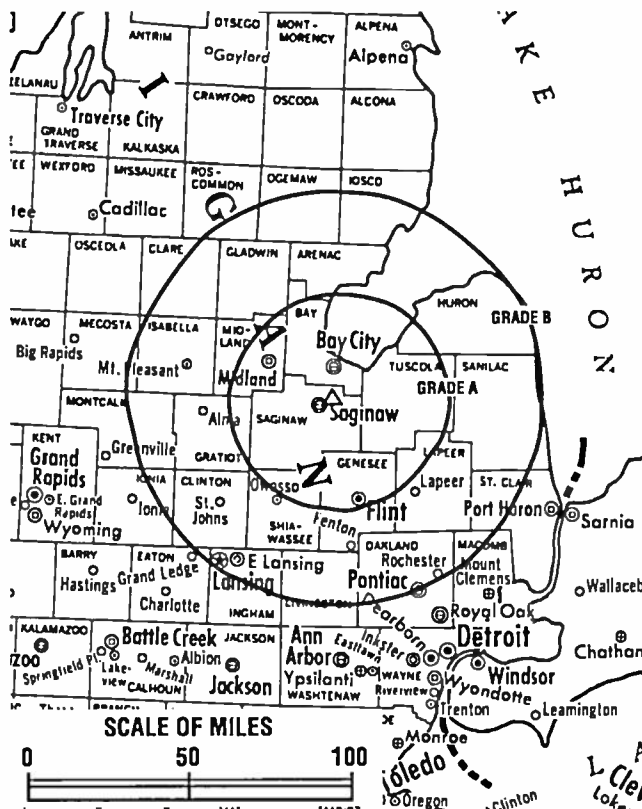 OTSEGO
MONT-
MORENCY
ALPENA
ANTRIM
Gaylord
Alpena
LAKE HURON
CRAWFORD
OSCODA
ALCONA
Traverse City
GRAND
TRAVERSE
KALKASKA
WEXFORD
MISSAUKEE
ROS-
COMMON
OGEMAW
IOSCO
Cadillac
OSCEOLA
CLARE
GLADWIN
ARENAC
HURON
GRADE B
MECOSTA
ISABELLA
MID-
LAND
BAY
Bay City
Big Rapids
Mt. Pleasant
Midland
TUSCOLA
SANILAC
GRADE A
MONTCALM
Alma
SAGINAW
Saginaw
KENT
Grand
Rapids
Greenville
GRATIOT
GENESEE
LAPEER
IONIA
CLINTON
Owosso
Lapeer
ST. CLAIR
E. Grand
Rapids
Wyoming
Ionia
St.
Johns
SHIA-
WASSEE
Fenton
Flint
Port Huron
Sarnia
BARRY
EATON
Grand Ledge
E Lansing
Lansing
OAKLAND
Rochester
MACOMB
Mount
Clemens
Hastings
Charlotte
INGHAM
LIVINGSTON
Pontiac
Royal Oak
KALAMAZOO
Battle Creek
JACKSON
Ann
Arbor
Eastlawn
Inkster
Dearborn
Detroit
Lake-
view
Marshall
Albion
CALHOUN
Jackson
Ypsilanti
WASHTENAW
WAYNE
Riverview
Wyandotte
Windsor
Trenton
Leamington
Monroe
Toledo
Oregon
Clinton
SCALE OF MILES
0 50 100